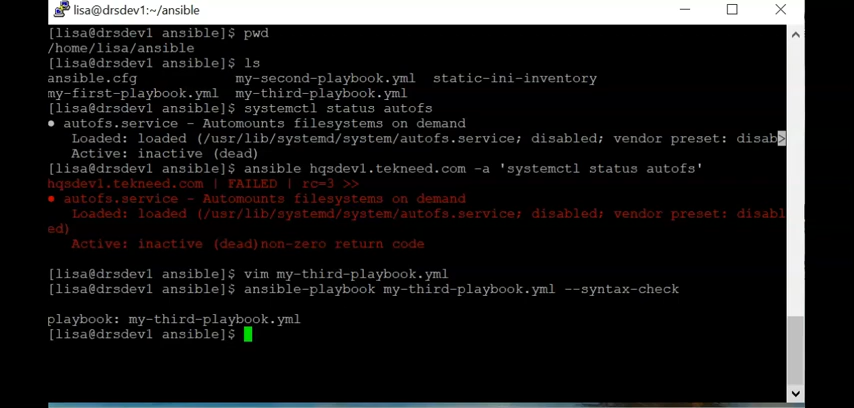 lisa@drsdev1:~/ansible
[lisa@drsdev1 ansible]$ pwd
/home/lisa/ansible
[lisa@drsdev1 ansible]$ ls
ansible.cfg my-second-playbook.yml static-ini-inventory
my-first-playbook.yml my-third-playbook.yml
[lisa@drsdev1 ansible]$ systemctl status autofs
● autofs.service - Automounts filesystems on demand
Loaded: loaded (/usr/lib/systemd/system/autofs.service; disabled; vendor preset: disab>
Active: inactive (dead)
[lisa@drsdev1 ansible]$ ansible hqsdev1.tekneed.com -a 'systemctl status autofs'
hqsdev1.tekneed.com | FAILED | rc=3 >>
● autofs.service - Automounts filesystems on demand
Loaded: loaded (/usr/lib/systemd/system/autofs.service; disabled; vendor preset: disabl
ed)
Active: inactive (dead)non-zero return code
[lisa@drsdev1 ansible]$ vim my-third-playbook.yml
[lisa@drsdev1 ansible]$ ansible-playbook my-third-playbook.yml --syntax-check
playbook: my-third-playbook.yml
[lisa@drsdev1 ansible]$